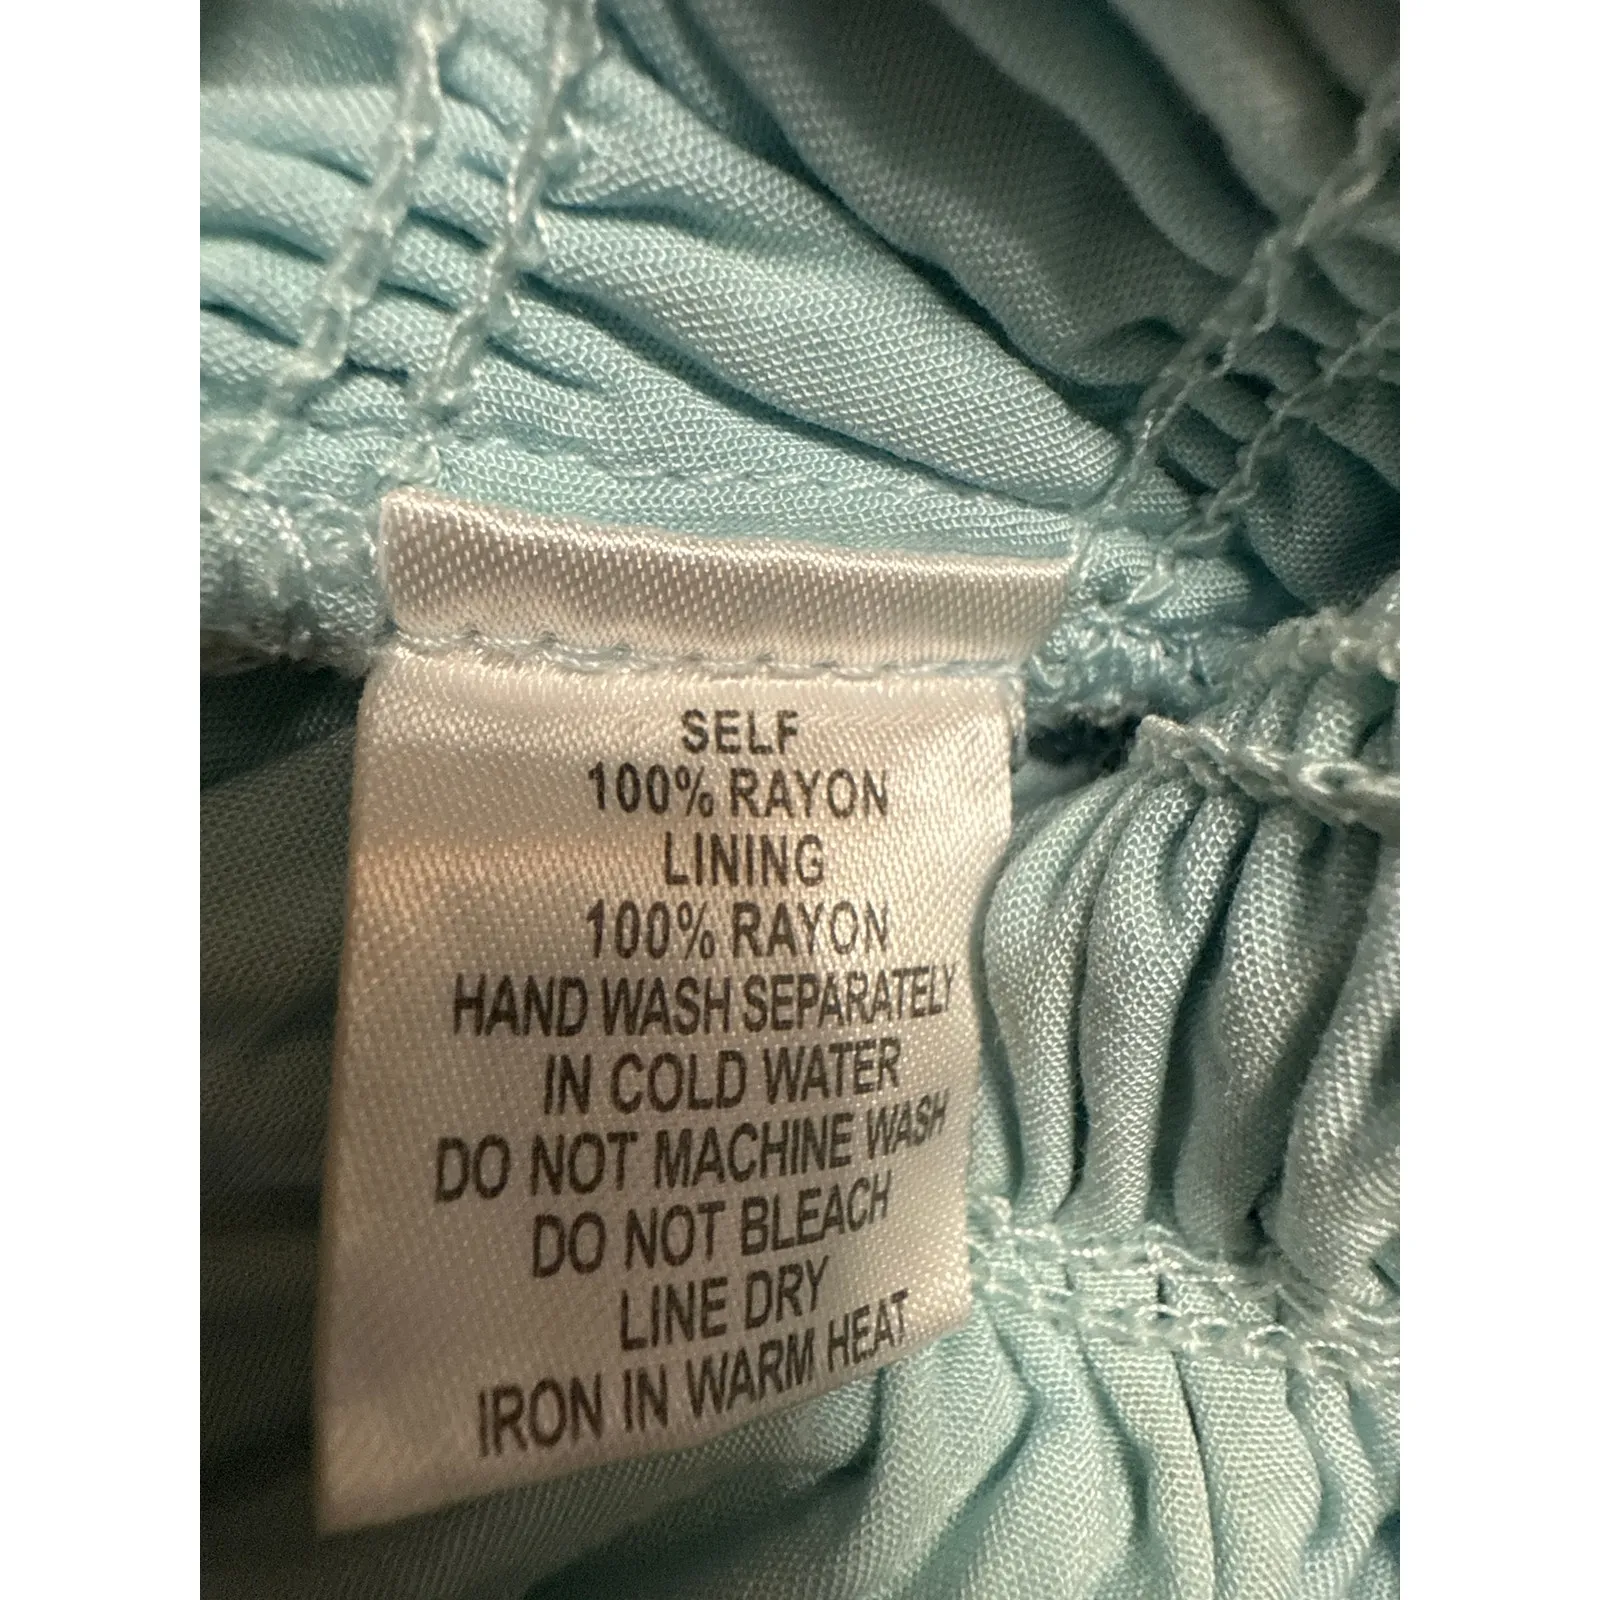 SELF
100% RAYON
LINING
100% RAYON
HAND WASH SEPARATELY
IN COLD WATER
DO NOT MACHINE WASH
DO NOT BLEACH
LINE DRY
IRON IN WARM HEAT